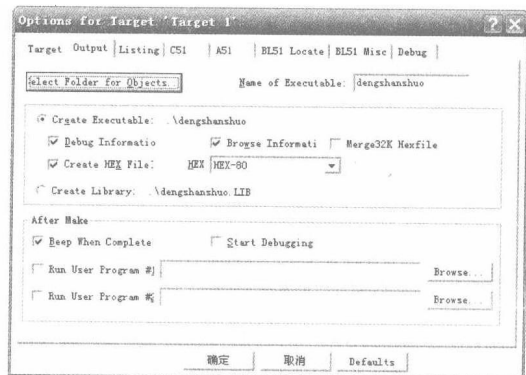 Options for Target 'Target 1'
Target Output Listing C51 A51 BL51 Locate BL51 Misc Debug
Select Folder for Objects... Name of Executable: dengshanshuo
Create Executable: .\dengshanshuo
Debug Informatio Browse Informati Merge32K Hexfile
Create HEX File: HEX HEX-80
Create Library: .\dengshanshuo.LIB
After Make
Beep When Complete Start Debugging
Run User Program # Browse...
Run User Program # Browse...
确定 取消 Defaults